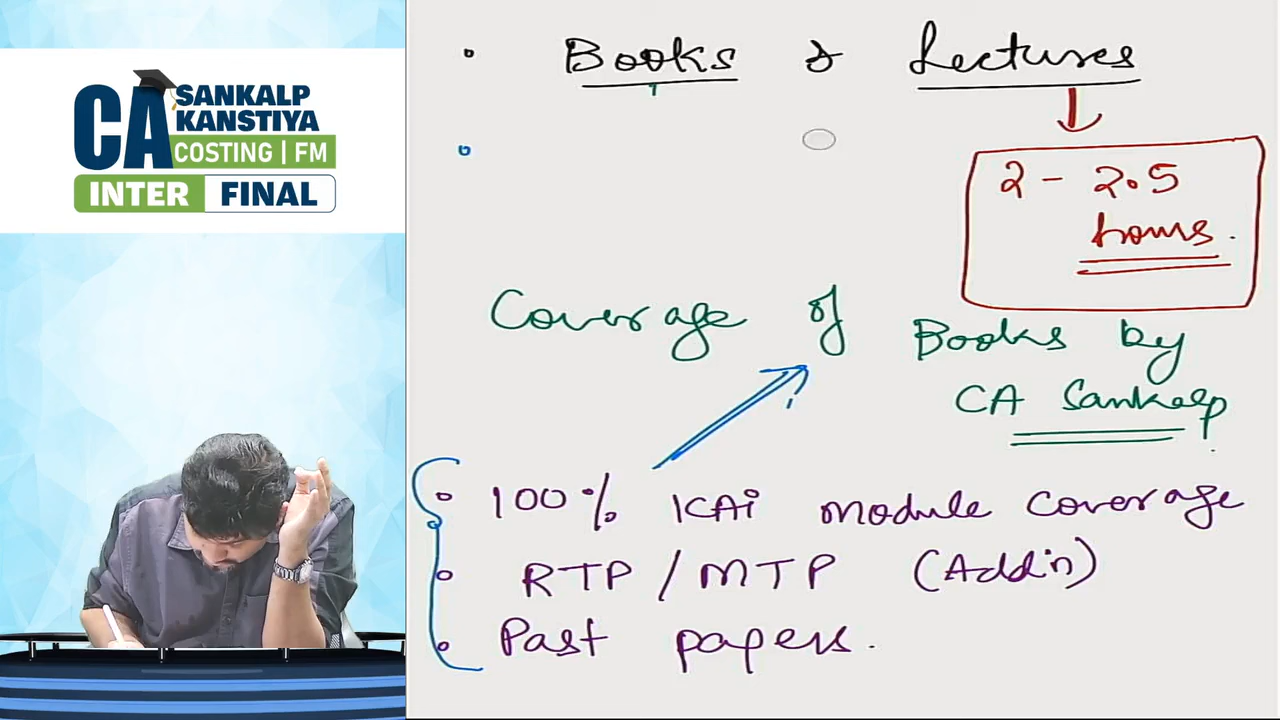 CA SANKALP KANSTIYA
COSTING | FM
INTER FINAL
• Books & Lectures
2 - 2.5
hours.
Coverage of Books by
CA Sankalp
• 100% ICAi module coverage
• RTP / MTP (Addn)
• Past papers.